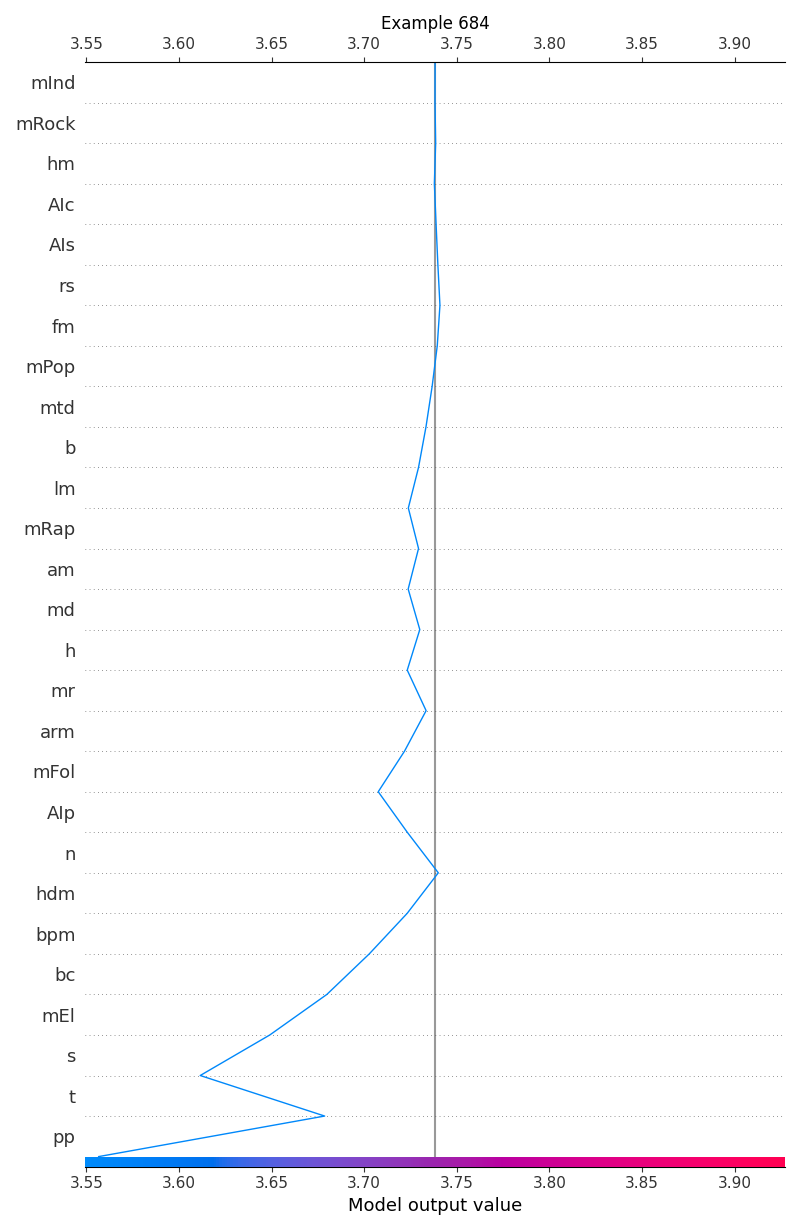 Example 684
3.55 3.60 3.65 3.70 3.75 3.80 3.85 3.90
mInd
mRock
hm
AIc
AIs
rs
fm
mPop
mtd
b
lm
mRap
am
md
h
mr
arm
mFol
AIp
n
hdm
bpm
bc
mEl
s
t
pp
3.55 3.60 3.65 3.70 3.75 3.80 3.85 3.90
Model output value